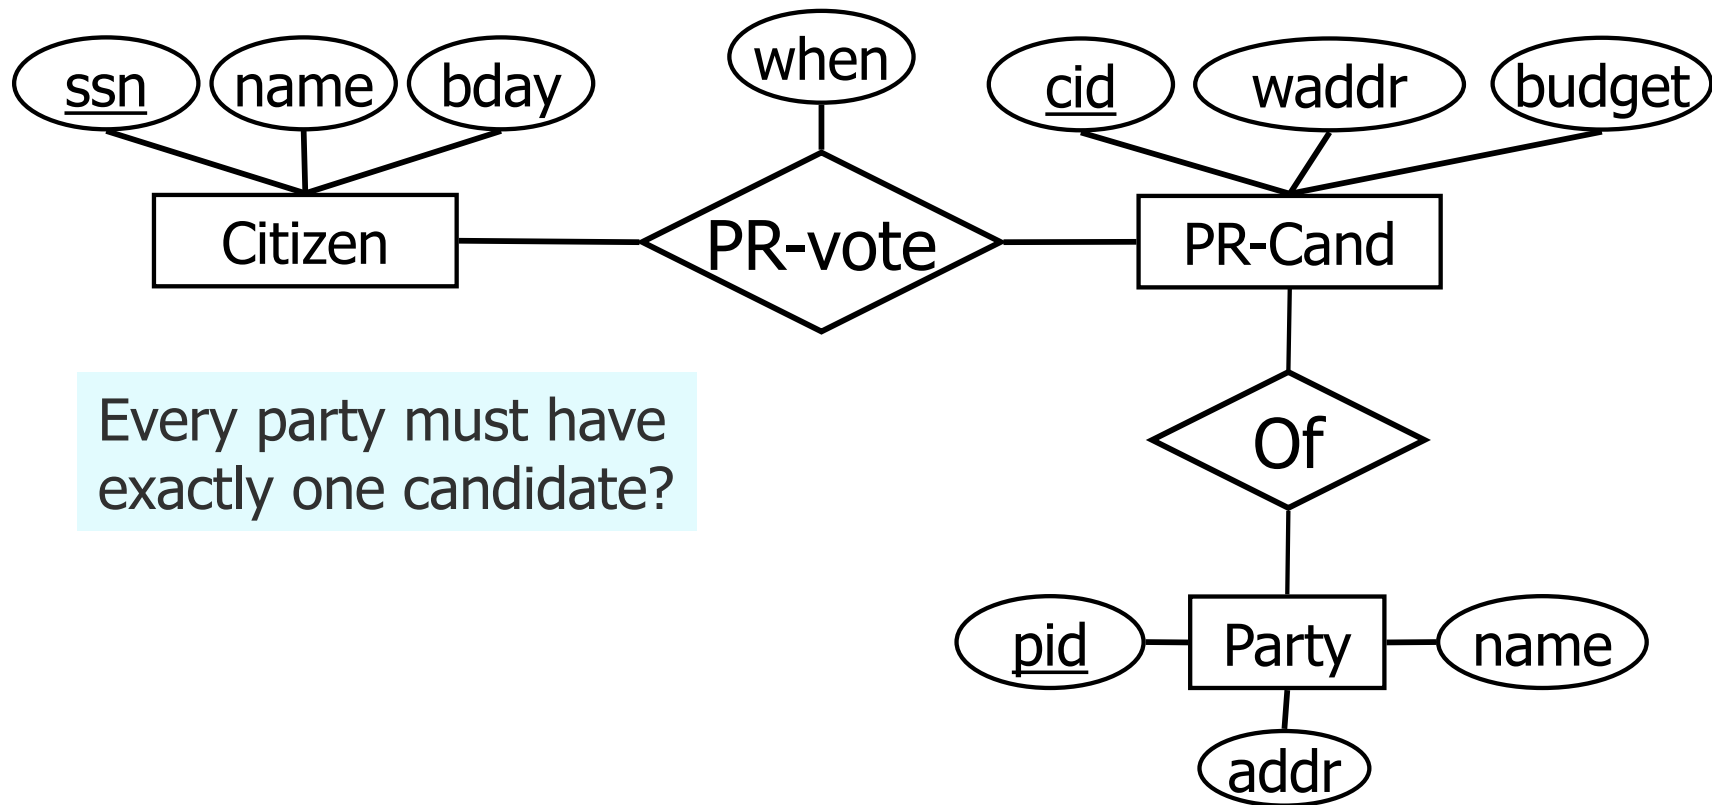 when
ssn
name
bday
cid
waddr
budget
Citizen
PR-vote
PR-Cand
Every party must have
exactly one candidate?
Of
pid
Party
name
addr